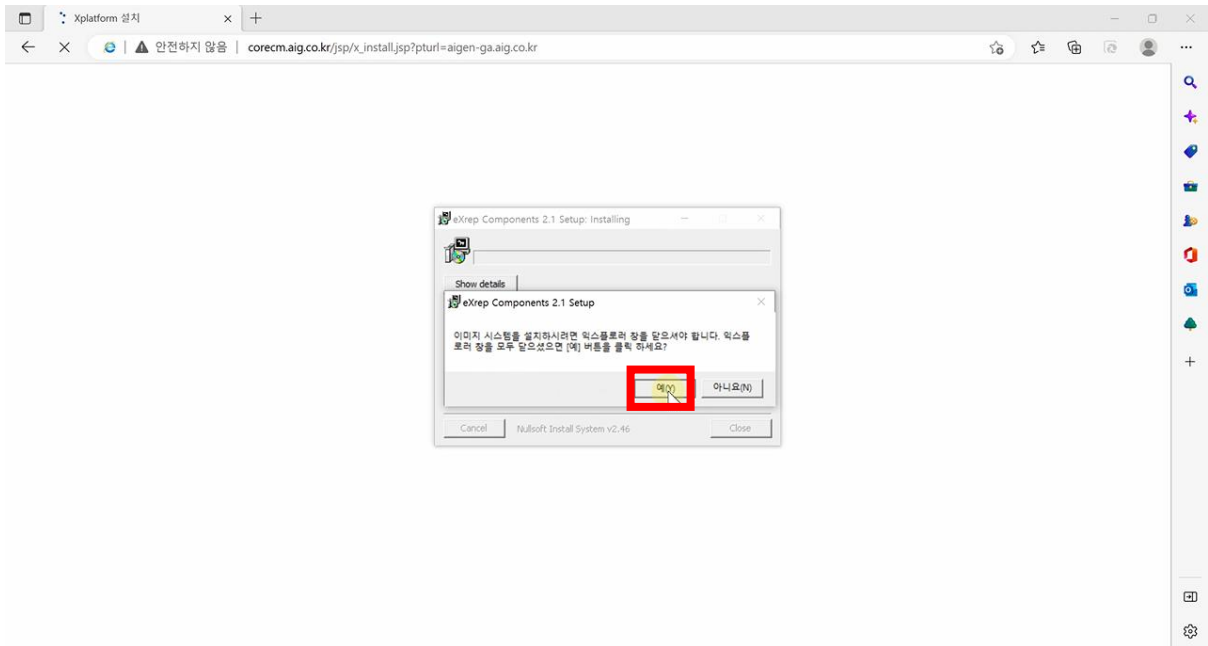 Xplatform 설치
안전하지 않음 corecm.aig.co.kr/jsp/x_install.jsp?pturl=aigen-ga.aig.co.kr
eXrep Components 2.1 Setup: Installing
Show details
eXrep Components 2.1 Setup
이미지 시스템을 설치하시려면 익스플로러 창을 닫으셔야 합니다. 익스플
로러 창을 모두 닫으셨으면 [예] 버튼을 클릭 하세요?
예(Y) 아니요(N)
Cancel Nullsoft Install System v2.46 Close